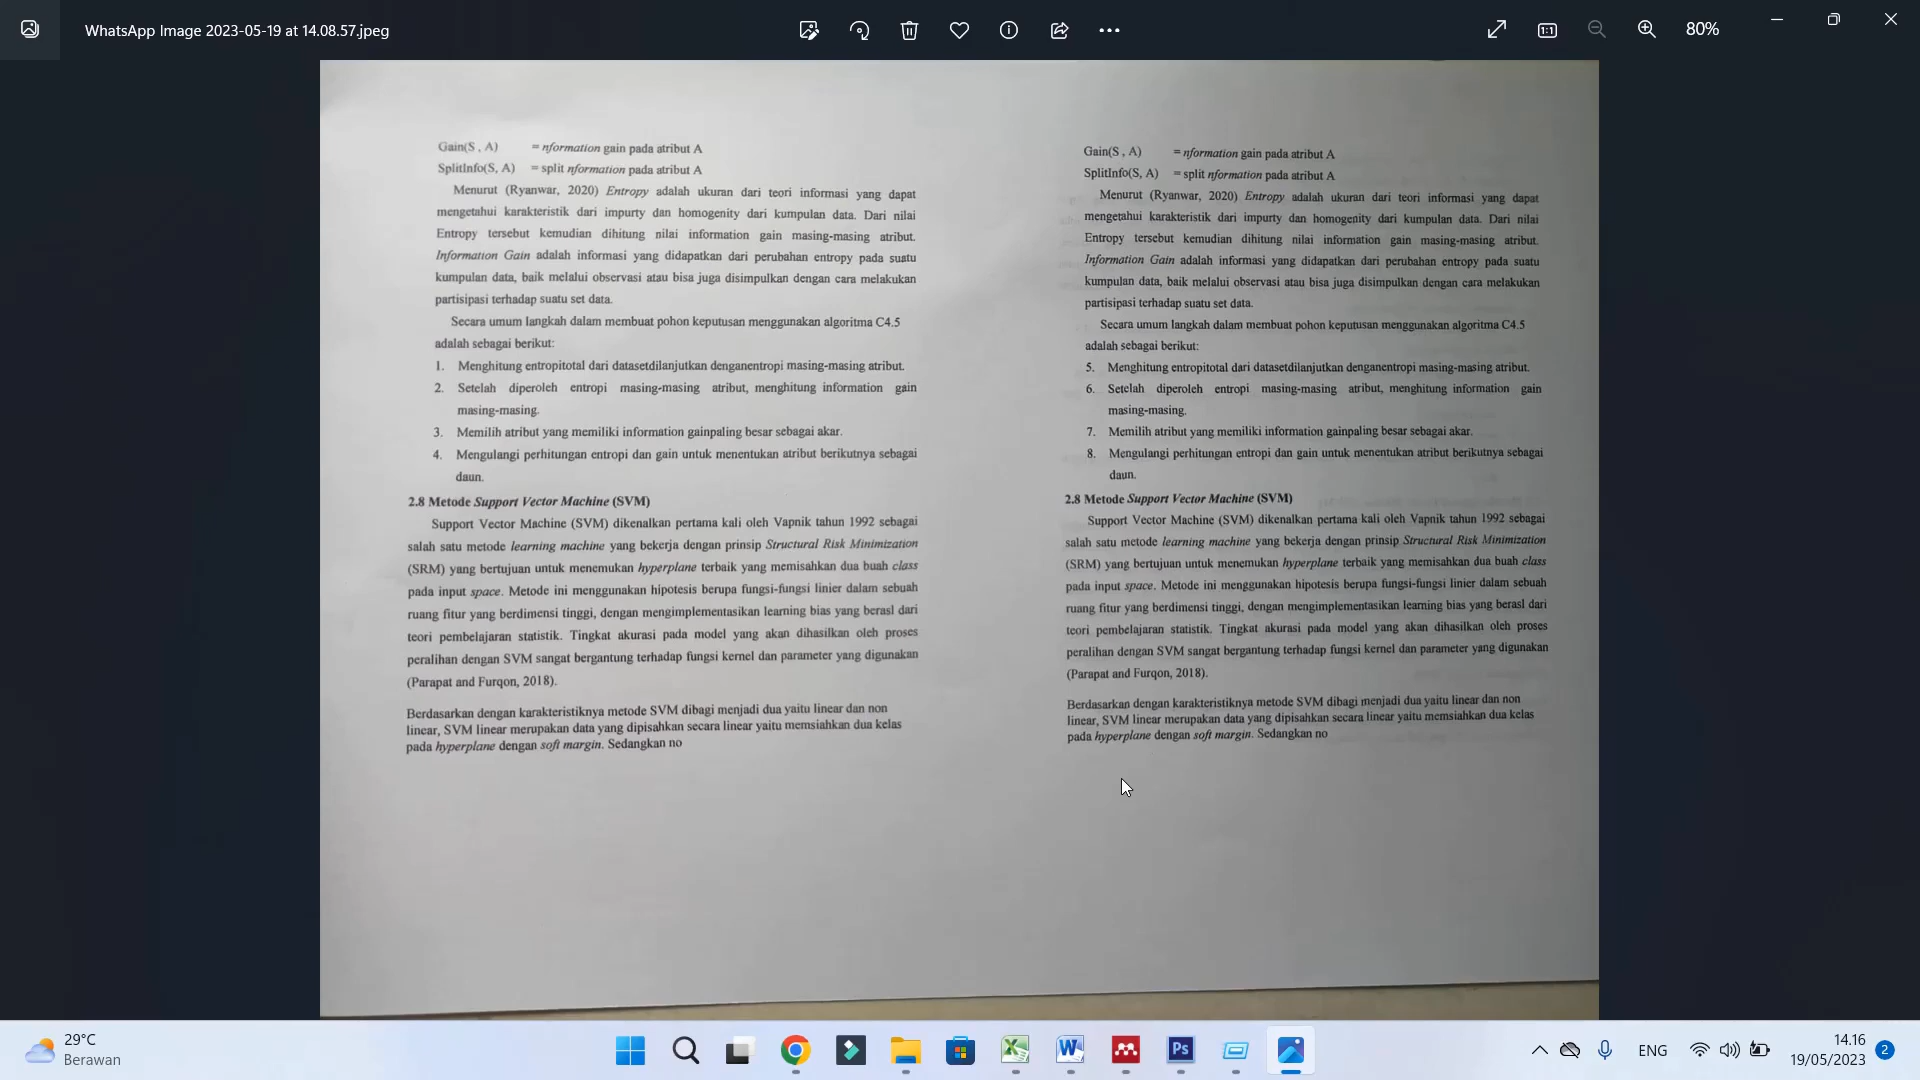 WhatsApp Image 2023-05-19 at 14.08.57.jpeg
80%
Gain(S , A) = nformation gain pada atribut A
SplitInfo(S, A) = split nformation pada atribut A
Menurut (Ryanwar, 2020) Entropy adalah ukuran dari teori informasi yang dapat
mengetahui karakteristik dari impurty dan homogenity dari kumpulan data. Dari nilai
Entropy tersebut kemudian dihitung nilai information gain masing-masing atribut.
Information Gain adalah informasi yang didapatkan dari perubahan entropy pada suatu
kumpulan data, baik melalui observasi atau bisa juga disimpulkan dengan cara melakukan
partisipasi terhadap suatu set data.
Secara umum langkah dalam membuat pohon keputusan menggunakan algoritma C4.5
adalah sebagai berikut:
1. Menghitung entropitotal dari datasetdilanjutkan denganentropi masing-masing atribut.
2. Setelah diperoleh entropi masing-masing atribut, menghitung information gain
masing-masing.
3. Memilih atribut yang memiliki information gainpaling besar sebagai akar.
4. Mengulangi perhitungan entropi dan gain untuk menentukan atribut berikutnya sebagai
daun.
2.8 Metode Support Vector Machine (SVM)
Support Vector Machine (SVM) dikenalkan pertama kali oleh Vapnik tahun 1992 sebagai
salah satu metode learning machine yang bekerja dengan prinsip Structural Risk Minimization
(SRM) yang bertujuan untuk menemukan hyperplane terbaik yang memisahkan dua buah class
pada input space. Metode ini menggunakan hipotesis berupa fungsi-fungsi linier dalam sebuah
ruang fitur yang berdimensi tinggi, dengan mengimplementasikan learning bias yang berasl dari
teori pembelajaran statistik. Tingkat akurasi pada model yang akan dihasilkan oleh proses
peralihan dengan SVM sangat bergantung terhadap fungsi kernel dan parameter yang digunakan
(Parapat and Furqon, 2018).
Berdasarkan dengan karakteristiknya metode SVM dibagi menjadi dua yaitu linear dan non
linear, SVM linear merupakan data yang dipisahkan secara linear yaitu memsiahkan dua kelas
pada hyperplane dengan soft margin. Sedangkan no
Gain(S , A) = nformation gain pada atribut A
SplitInfo(S, A) = split nformation pada atribut A
Menurut (Ryanwar, 2020) Entropy adalah ukuran dari teori informasi yang dapat
mengetahui karakteristik dari impurty dan homogenity dari kumpulan data. Dari nilai
Entropy tersebut kemudian dihitung nilai information gain masing-masing atribut.
Information Gain adalah informasi yang didapatkan dari perubahan entropy pada suatu
kumpulan data, baik melalui observasi atau bisa juga disimpulkan dengan cara melakukan
partisipasi terhadap suatu set data.
Secara umum langkah dalam membuat pohon keputusan menggunakan algoritma C4.5
adalah sebagai berikut:
5. Menghitung entropitotal dari datasetdilanjutkan denganentropi masing-masing atribut.
6. Setelah diperoleh entropi masing-masing atribut, menghitung information gain
masing-masing.
7. Memilih atribut yang memiliki information gainpaling besar sebagai akar.
8. Mengulangi perhitungan entropi dan gain untuk menentukan atribut berikutnya sebagai
daun.
2.8 Metode Support Vector Machine (SVM)
Support Vector Machine (SVM) dikenalkan pertama kali oleh Vapnik tahun 1992 sebagai
salah satu metode learning machine yang bekerja dengan prinsip Structural Risk Minimization
(SRM) yang bertujuan untuk menemukan hyperplane terbaik yang memisahkan dua buah class
pada input space. Metode ini menggunakan hipotesis berupa fungsi-fungsi linier dalam sebuah
ruang fitur yang berdimensi tinggi, dengan mengimplementasikan learning bias yang berasl dari
teori pembelajaran statistik. Tingkat akurasi pada model yang akan dihasilkan oleh proses
peralihan dengan SVM sangat bergantung terhadap fungsi kernel dan parameter yang digunakan
(Parapat and Furqon, 2018).
Berdasarkan dengan karakteristiknya metode SVM dibagi menjadi dua yaitu linear dan non
linear, SVM linear merupakan data yang dipisahkan secara linear yaitu memsiahkan dua kelas
pada hyperplane dengan soft margin. Sedangkan no
29°C
Berawan
Ps
ENG
14.16
19/05/2023
2